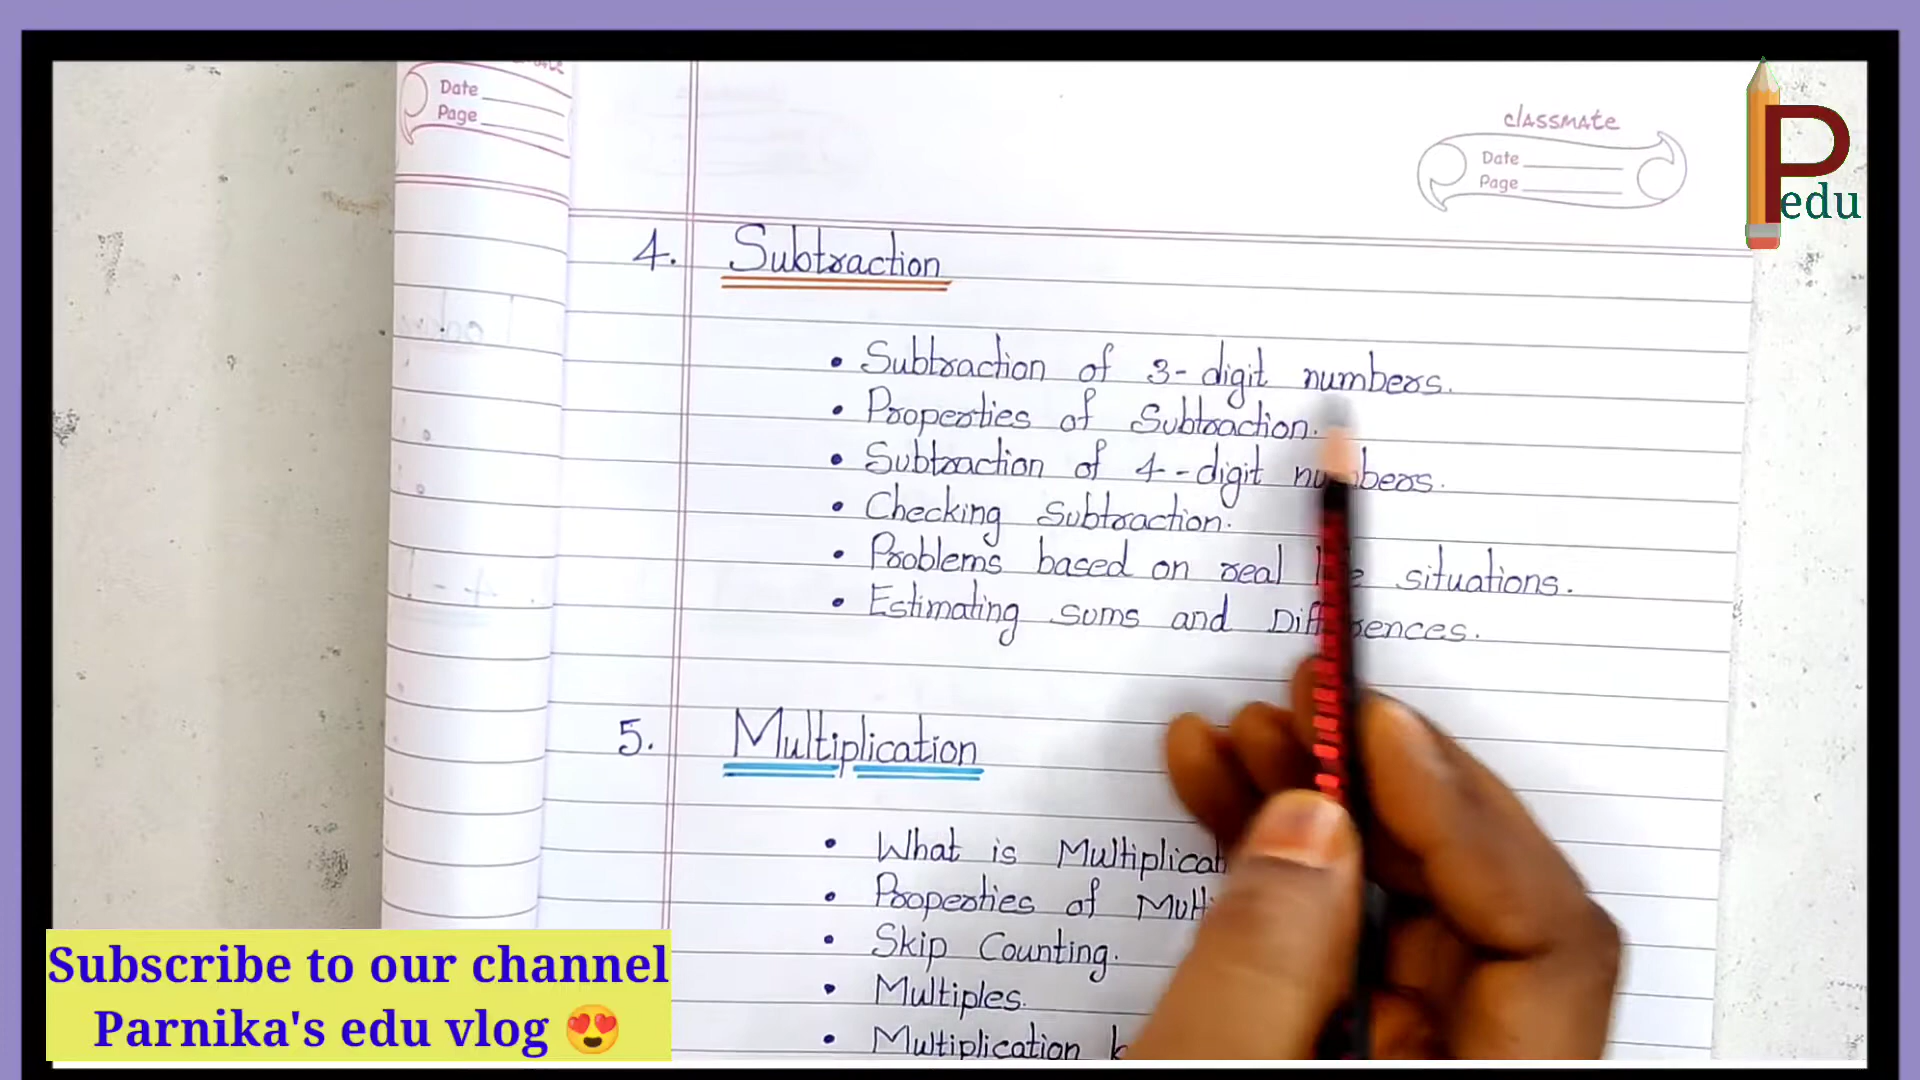 Date
Page
classmate
Date
Page
P
edu
4. Subtraction
• Subtraction of 3-digit numbers.
• Properties of Subtraction.
• Subtraction of 4-digit numbers.
• Checking Subtraction.
• Problems based on real situations.
• Estimating sums and Differences.
5. Multiplication
• What is
• Properties of
• Skip Counting.
• Multiples.
• Multiplication
Subscribe to our channel
Parnika's edu vlog 😍